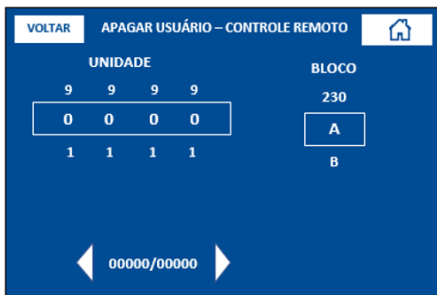 VOLTAR APAGAR USUÁRIO – CONTROLE REMOTO
UNIDADE BLOCO
9 9 9 9 230
0 0 0 0 A
1 1 1 1 B
00000/00000